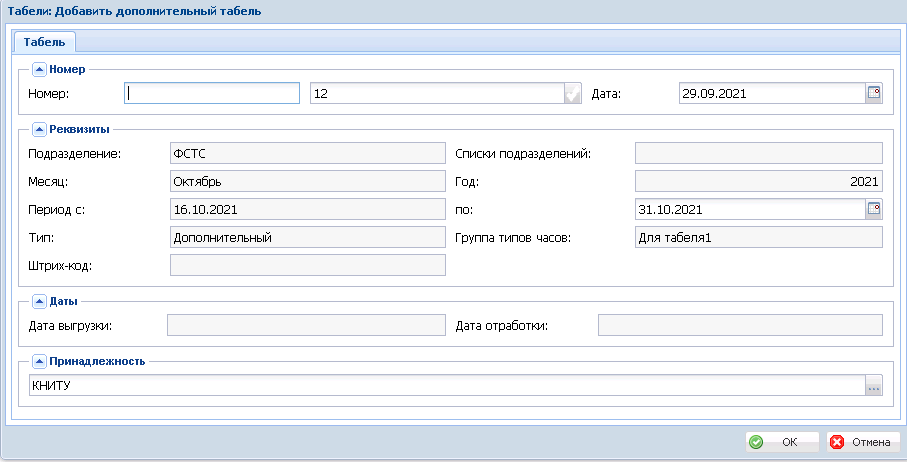 Табели: Добавить дополнительный табель
Табель
Номер
Номер: 12 Дата: 29.09.2021
Реквизиты
Подразделение: ФСТС Списки подразделений:
Месяц: Октябрь Год: 2021
Период с: 16.10.2021 по: 31.10.2021
Тип: Дополнительный Группа типов часов: Для табеля1
Штрих-код:
Даты
Дата выгрузки: Дата отработки:
Принадлежность
КНИТУ ...
ОК Отмена